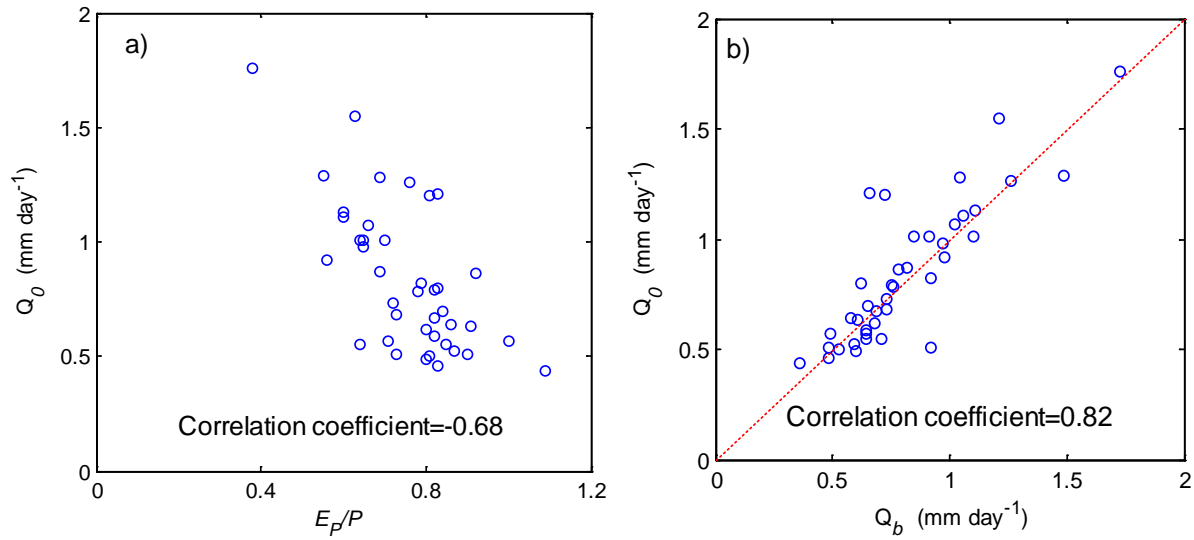 a)
2
1.5
1
0.5
0
Q0 (mm day-1)
Correlation coefficient=-0.68
0 0.4 0.8 1.2
EP/P
b)
2
1.5
1
0.5
0
Q0 (mm day-1)
Correlation coefficient=0.82
0 0.5 1 1.5 2
Qb (mm day-1)